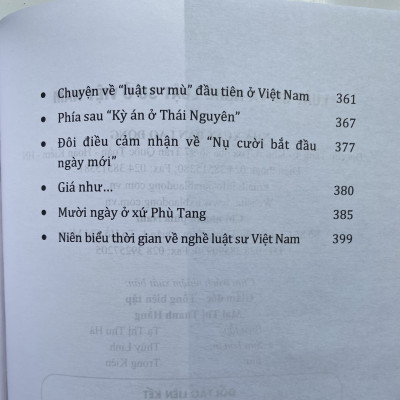 • Chuyện về “luật sư mù” đầu tiên ở Việt Nam 361
• Phía sau “Kỳ án ở Thái Nguyên” 367
• Đôi điều cảm nhận về “Nụ cười bắt đầu 377
ngày mới”
• Giá như... 380
• Mười ngày ở xứ Phù Tang 385
• Niên biểu thời gian về nghề luật sư Việt Nam 399